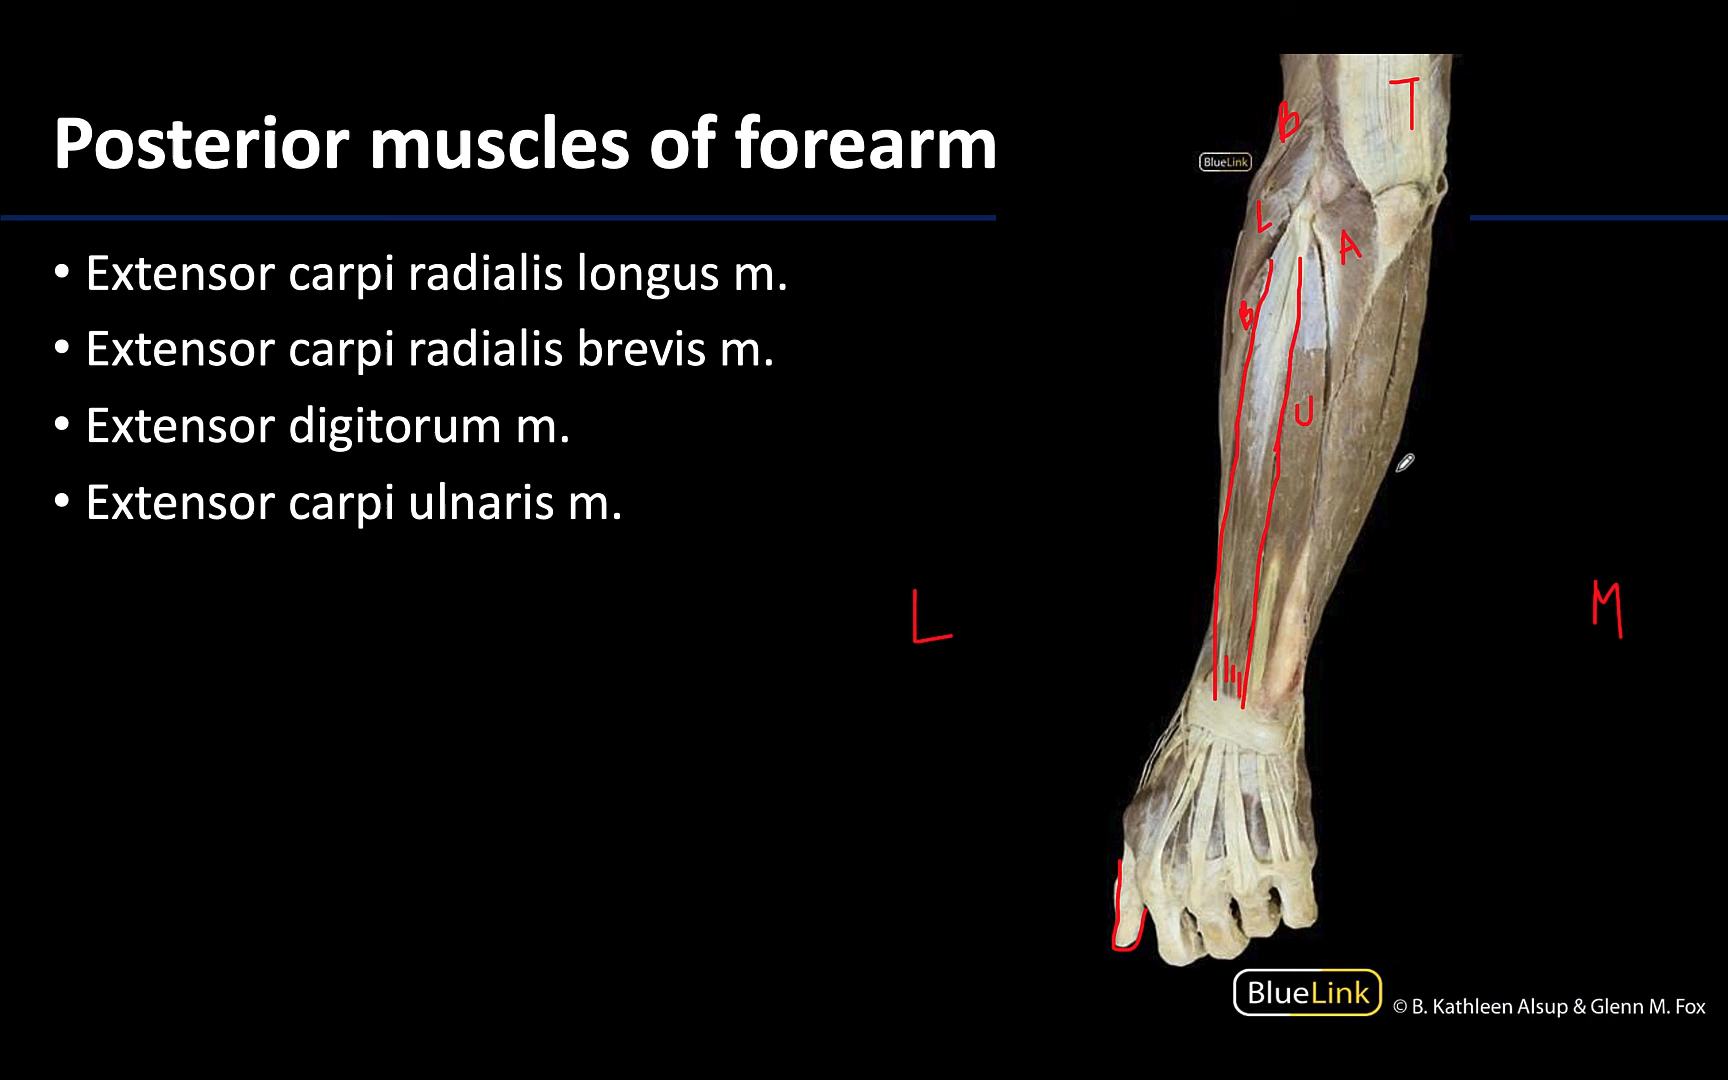 Posterior muscles of forearm
• Extensor carpi radialis longus m.
• Extensor carpi radialis brevis m.
• Extensor digitorum m.
• Extensor carpi ulnaris m.
T
B
BlueLink
L
A
B
U
L
M
BlueLink
© B. Kathleen Alsup & Glenn M. Fox